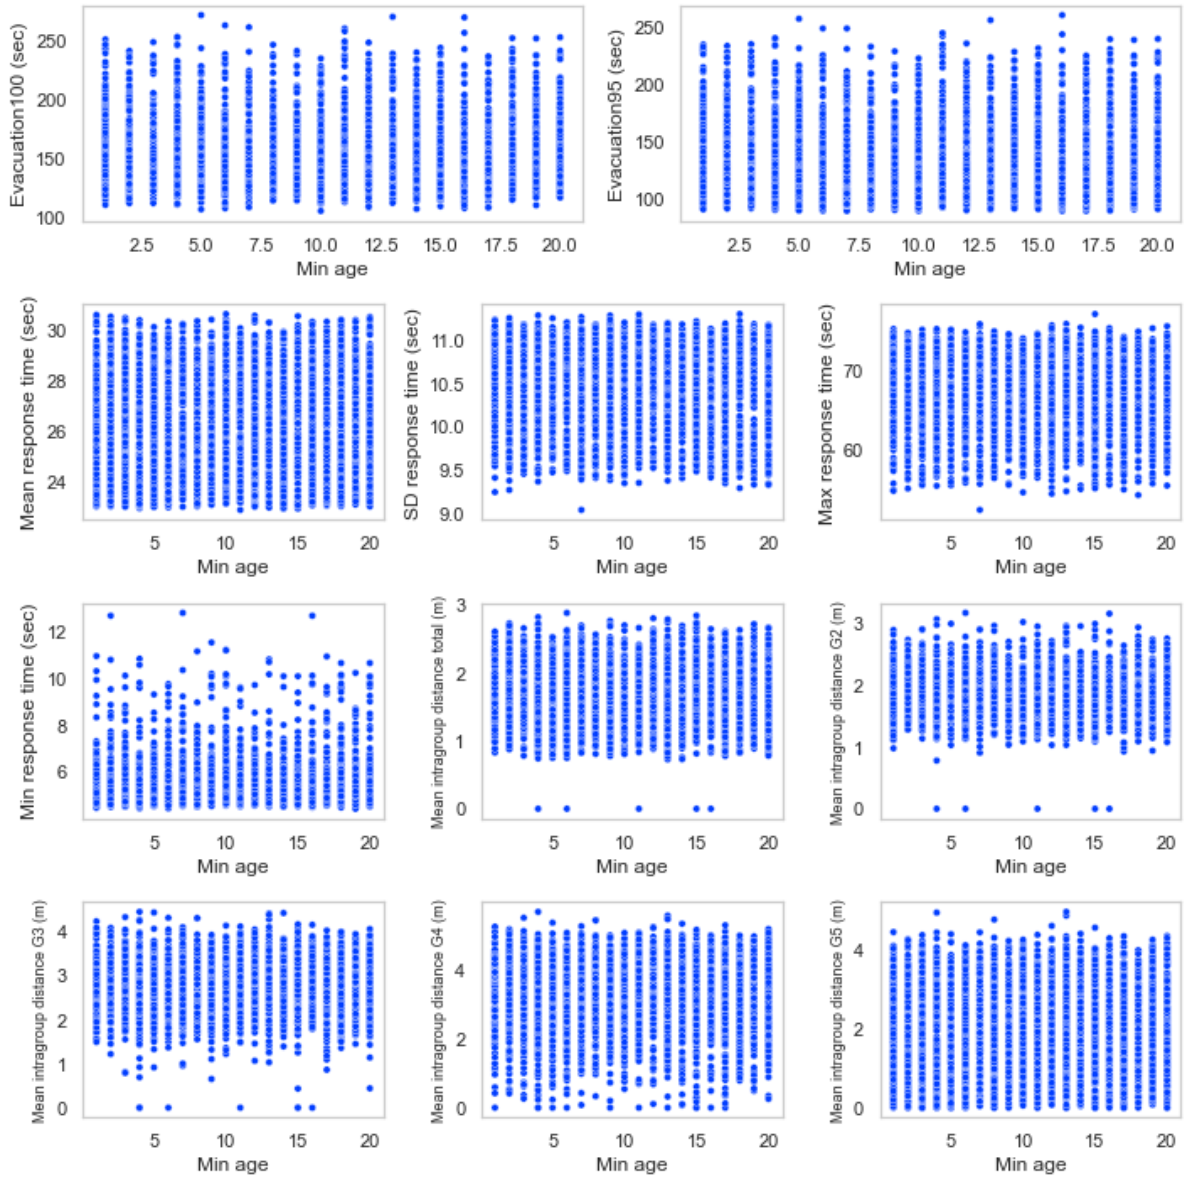 Evacuation100 (sec)
250
200
150
100
2.5 5.0 7.5 10.0 12.5 15.0 17.5 20.0
Min age
Evacuation95 (sec)
250
200
150
100
2.5 5.0 7.5 10.0 12.5 15.0 17.5 20.0
Min age
Mean response time (sec)
30
28
26
24
5 10 15 20
Min age
SD response time (sec)
11.0
10.5
10.0
9.5
9.0
5 10 15 20
Min age
Max response time (sec)
70
60
5 10 15 20
Min age
Min response time (sec)
12
10
8
6
5 10 15 20
Min age
Mean intragroup distance total (m)
3
2
1
0
5 10 15 20
Min age
Mean intragroup distance G2 (m)
3
2
1
0
5 10 15 20
Min age
Mean intragroup distance G3 (m)
4
3
2
1
0
5 10 15 20
Min age
Mean intragroup distance G4 (m)
4
2
0
5 10 15 20
Min age
Mean intragroup distance G5 (m)
4
2
0
5 10 15 20
Min age